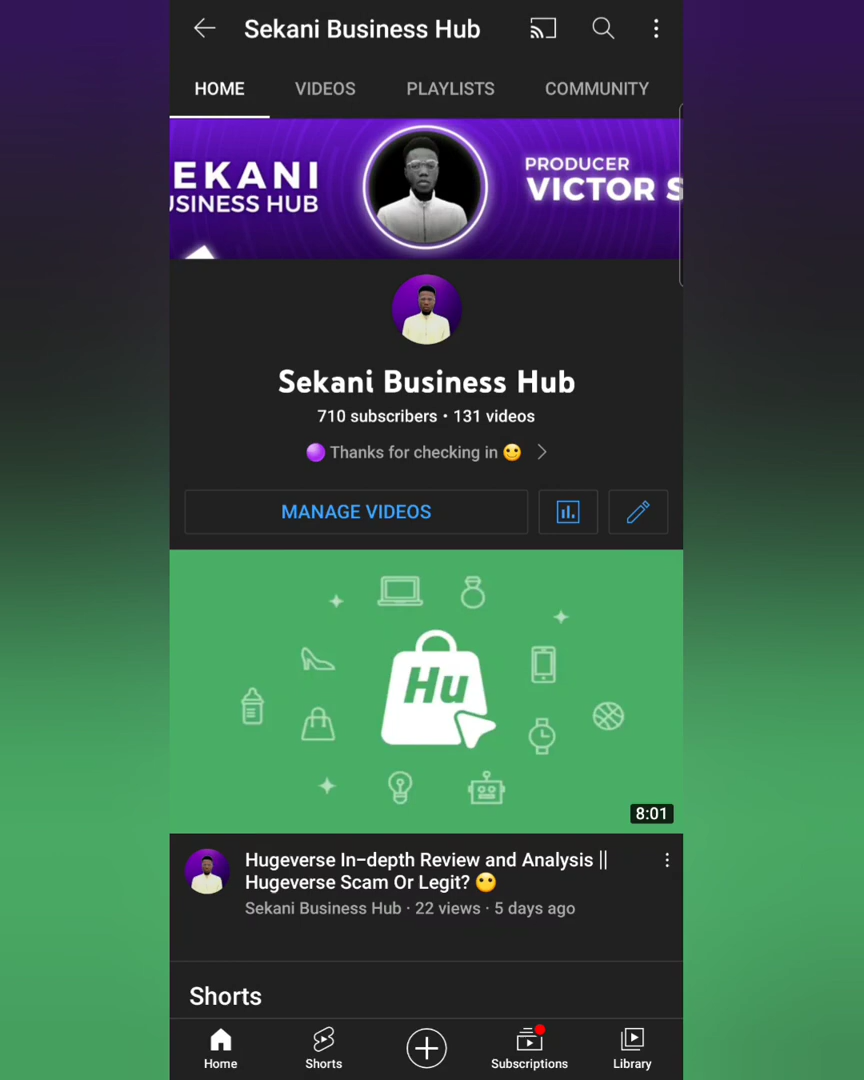 Sekani Business Hub
HOME VIDEOS PLAYLISTS COMMUNITY
EKANI
USINESS HUB
PRODUCER
VICTOR S
Sekani Business Hub
710 subscribers • 131 videos
🟣 Thanks for checking in 🙂
MANAGE VIDEOS
Hu
8:01
Hugeverse In-depth Review and Analysis ||
Hugeverse Scam Or Legit? 😶
Sekani Business Hub · 22 views · 5 days ago
Shorts
Home Shorts Subscriptions Library